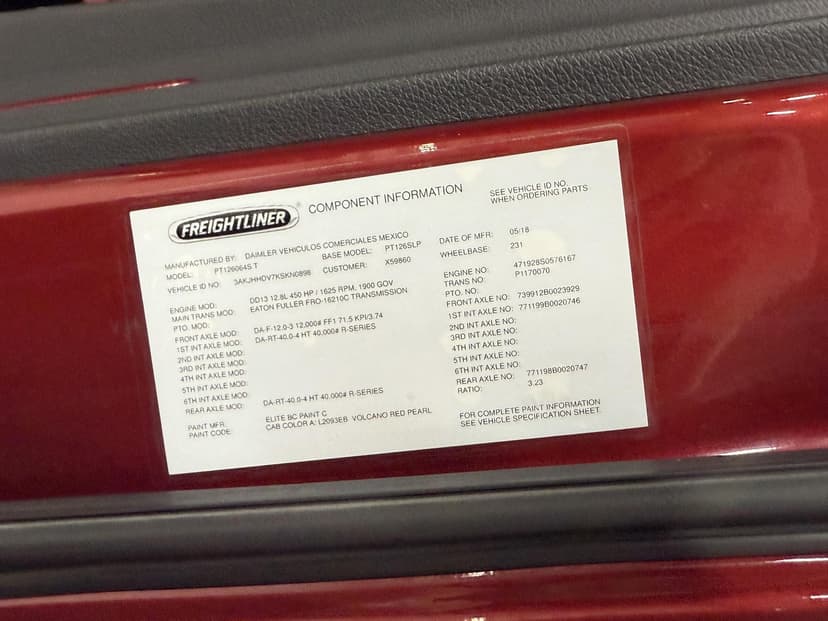 FREIGHTLINER
COMPONENT INFORMATION
SEE VEHICLE ID NO.
WHEN ORDERING PARTS
MANUFACTURED BY: DAIMLER VEHICULOS COMERCIALES MEXICO
MODEL: PT126064S T BASE MODEL: PT126SLP
VEHICLE ID NO: 3AKJHHDV7KSKN0898 CUSTOMER: X59860
DATE OF MFR: 05/18
WHEELBASE: 231
ENGINE MOD: DD13 12.8L 450 HP / 1625 RPM, 1900 GOV
MAIN TRANS MOD: EATON FULLER FRO-16210C TRANSMISSION
PTO. MOD:
FRONT AXLE MOD: DA-F-12.0-3 12,000# FF1 71.5 KPI/3.74
1ST INT AXLE MOD: DA-RT-40.0-4 HT 40,000# R-SERIES
2ND INT AXLE MOD:
3RD INT AXLE MOD:
4TH INT AXLE MOD:
5TH INT AXLE MOD:
6TH INT AXLE MOD:
REAR AXLE MOD: DA-RT-40.0-4 HT 40,000# R-SERIES
ENGINE NO: 471928S0576167
TRANS NO: P1170070
PTO. NO:
FRONT AXLE NO: 739912B0023929
1ST INT AXLE NO: 771199B0020746
2ND INT AXLE NO:
3RD INT AXLE NO:
4TH INT AXLE NO:
5TH INT AXLE NO:
6TH INT AXLE NO:
REAR AXLE NO: 771198B0020747
RATIO: 3.23
PAINT MFR: ELITE BC PAINT C
PAINT CODE: CAB COLOR A: L2093EB VOLCANO RED PEARL
FOR COMPLETE PAINT INFORMATION
SEE VEHICLE SPECIFICATION SHEET.